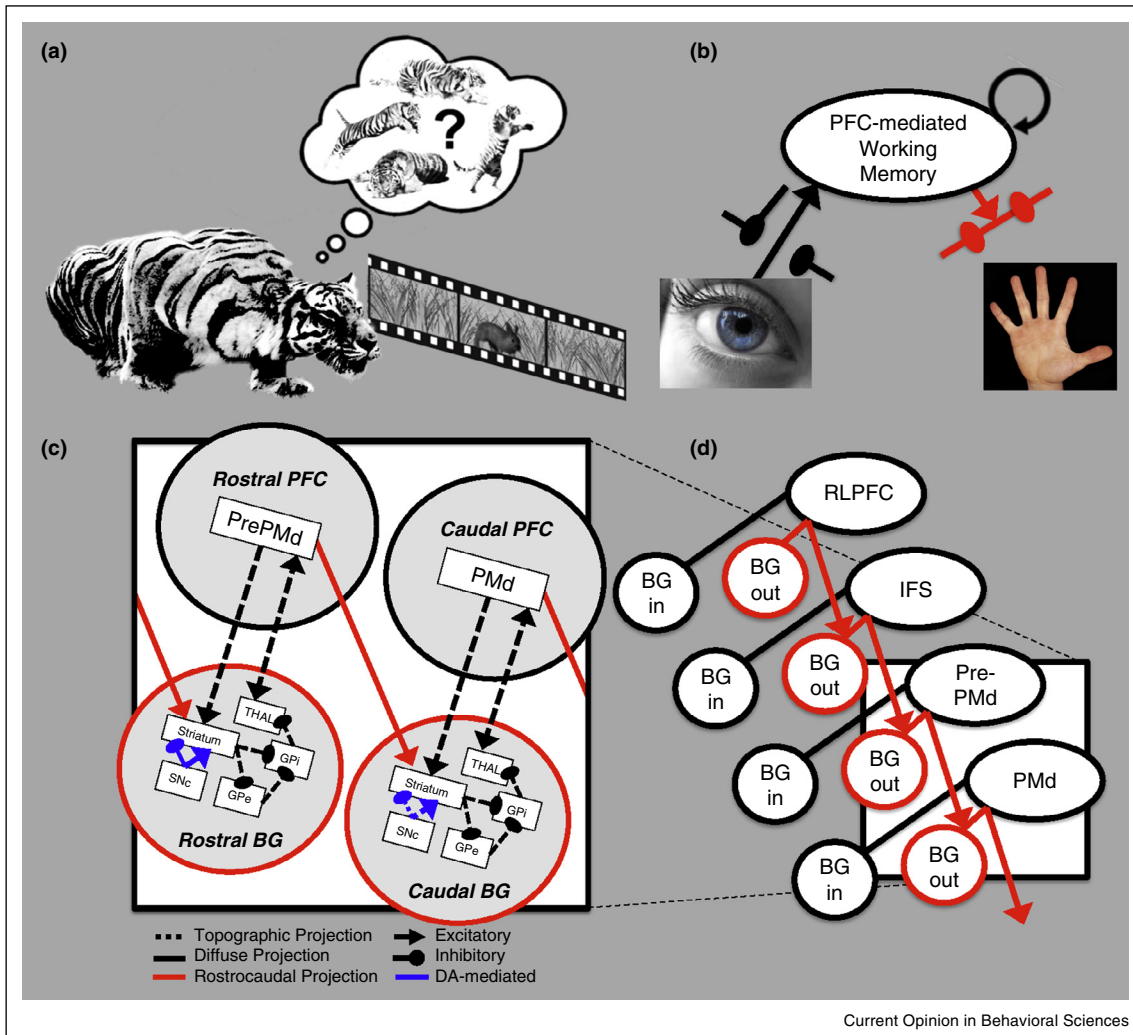 (a)
?
(b)
PFC-mediated
Working
Memory
(c)
Rostral PFC
PrePMd
Caudal PFC
PMd
THAL
Striatum
GPi
SNc
GPe
Rostral BG
THAL
Striatum
GPi
SNc
GPe
Caudal BG
Topographic Projection
Diffuse Projection
Rostrocaudal Projection
Excitatory
Inhibitory
DA-mediated
(d)
RLPFC
BG
in
BG
out
IFS
BG
in
BG
out
Pre-
PMd
BG
in
BG
out
PMd
BG
in
BG
out
Current Opinion in Behavioral Sciences